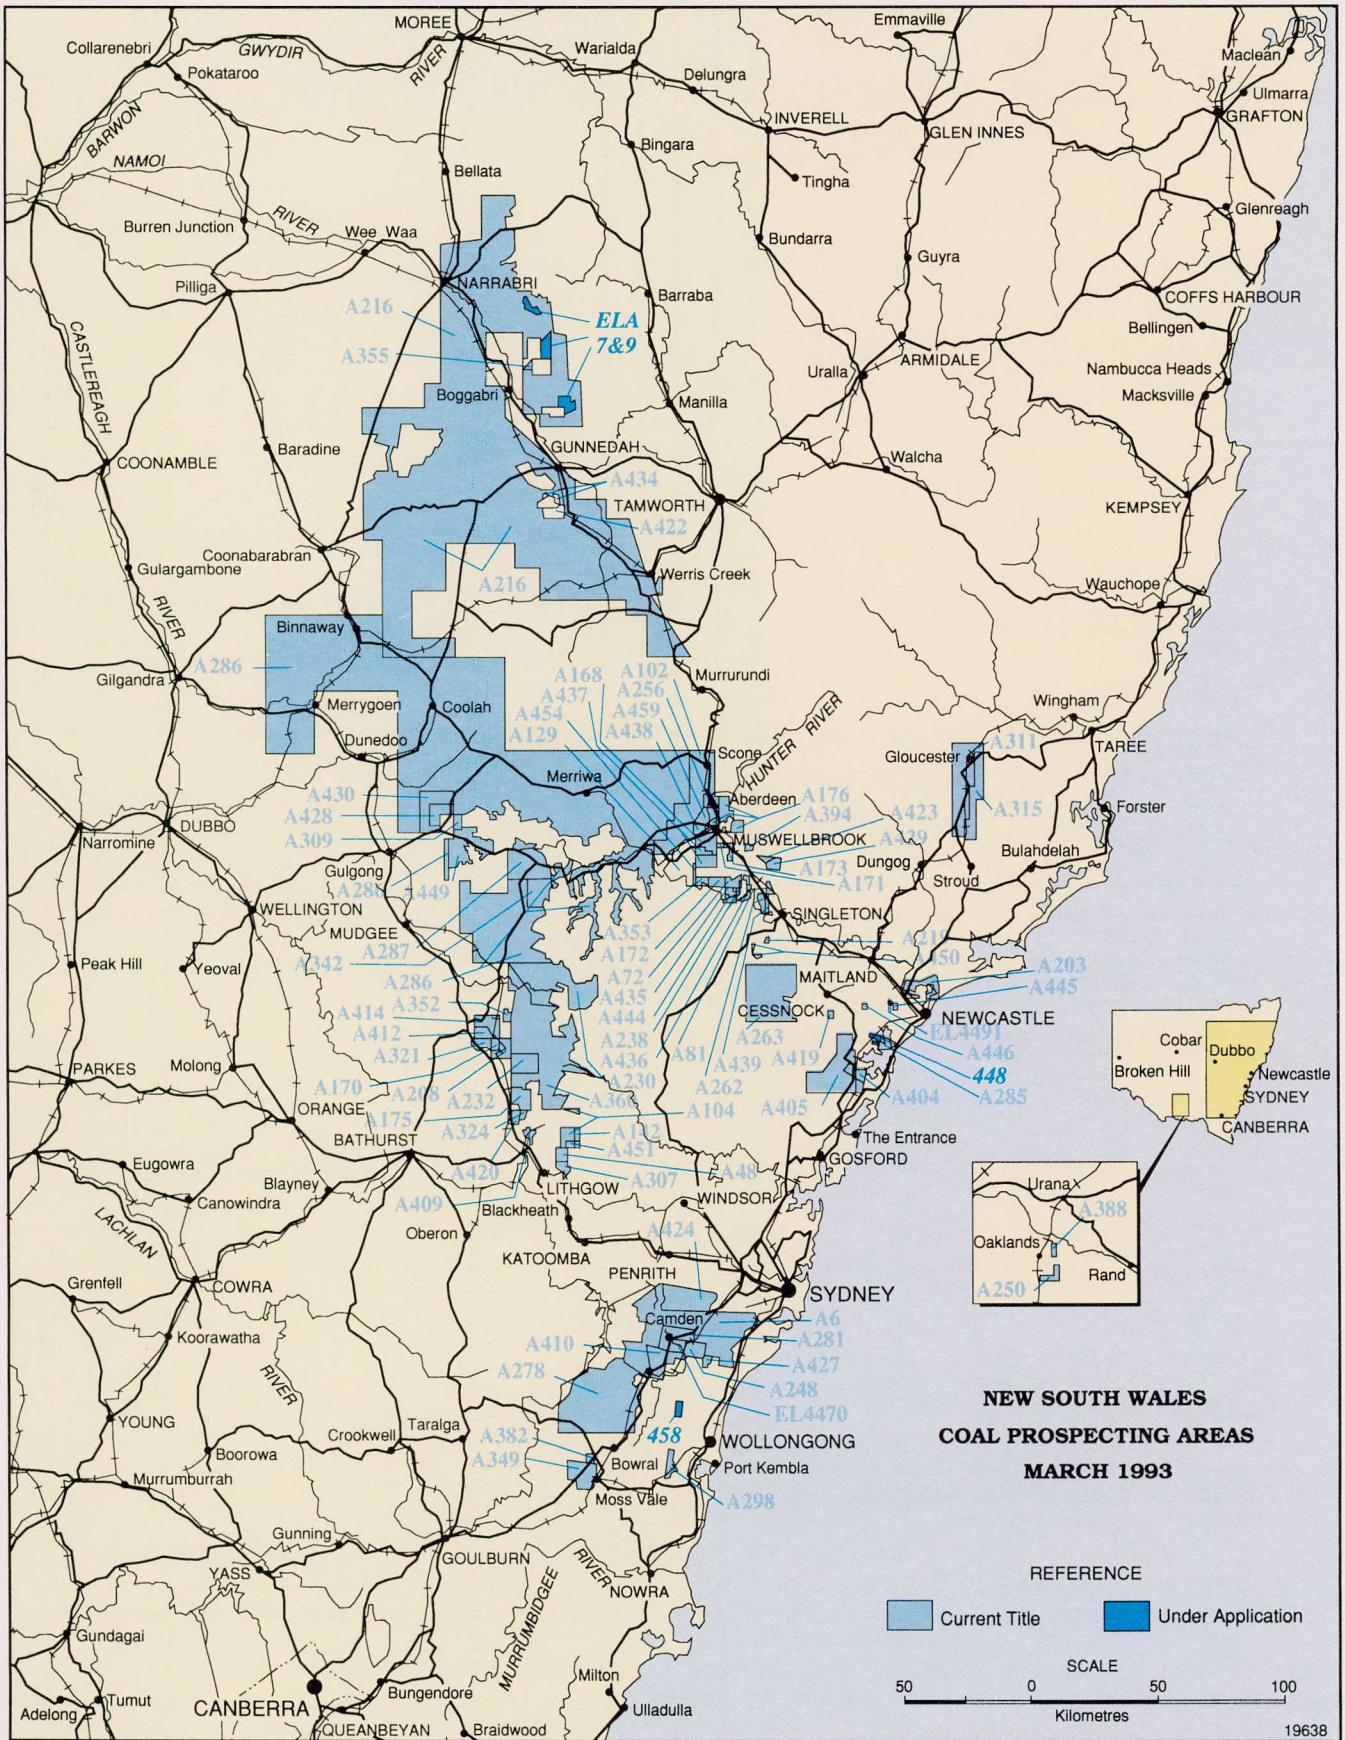 MOREE
Emmaville
Collarenebri
GWYDIR
Warialda
Maclean
Pokataroo
RIVER
Delungra
Ulmarra
BARWON
INVERELL
GLEN INNES
GRAFTON
NAMOI
Bellata
Bingara
Tingha
Burren Junction
RIVER
Wee Waa
Bundarra
Glenreagh
Guyra
Pilliga
NARRABRI
Barraba
COFFS HARBOUR
A216
ELA
7&9
Bellingen
CASTLEREAGH
A355
ARMIDALE
Uralla
Nambucca Heads
Boggabri
Manilla
Macksville
Baradine
GUNNEDAH
Walcha
COONAMBLE
A434
TAMWORTH
KEMPSEY
A422
Coonabarabran
Gulargambone
Werris Creek
A216
Wauchope
RIVER
Binnaway
A286
Gilgandra
A168
A102
Murrurundi
A437
A256
A454
A459
A129
A438
HUNTER RIVER
Merrygoen
Coolah
Wingham
Dunedoo
TAREE
Scone
Gloucester
A311
Merriwa
A430
Aberdeen
A176
A315
Forster
A428
A394
A423
DUBBO
A309
MUSWELLBROOK
A429
Narromine
Bulahdelah
Gulgong
A173
Dungog
A286
A449
A171
Stroud
WELLINGTON
SINGLETON
MUDGEE
A353
A219
A287
A172
A450
Peak Hill
Yeoval
A342
A72
MAITLAND
A203
A286
A435
A445
A414
A352
A444
CESSNOCK
NEWCASTLE
A412
A238
A263
EL4491
A321
A436
A81
A439
A419
A446
A170
A208
A230
A262
448
PARKES
Molong
A232
A366
A104
A405
A404
A285
ORANGE
A175
A324
A142
BATHURST
A451
The Entrance
Eugowra
A420
A48
GOSFORD
Blayney
A307
Canowindra
A409
LITHGOW
WINDSOR
Blackheath
LACHLAN
A424
Oberon
KATOOMBA
PENRITH
Grenfell
COWRA
SYDNEY
Camden
A6
Koorawatha
A410
A281
A278
A427
A248
RIVER
EL4470
YOUNG
Taralga
Crookwell
458
A382
WOLLONGONG
Boorowa
A349
Bowral
Port Kembla
Murrumburrah
Moss Vale
A298
Gunning
GOULBURN
YASS
RIVER
NOWRA
MURRUMBIDGEE
Gundagai
Milton
CANBERRA
Bungendore
Tumut
Adelong
Ulladulla
QUEANBEYAN
Braidwood
Cobar
Dubbo
Broken Hill
Newcastle
SYDNEY
CANBERRA
Urana
A388
Oaklands
Rand
A250
NEW SOUTH WALES
COAL PROSPECTING AREAS
MARCH 1993
REFERENCE
Current Title
Under Application
SCALE
50 0 50 100
Kilometres
19638